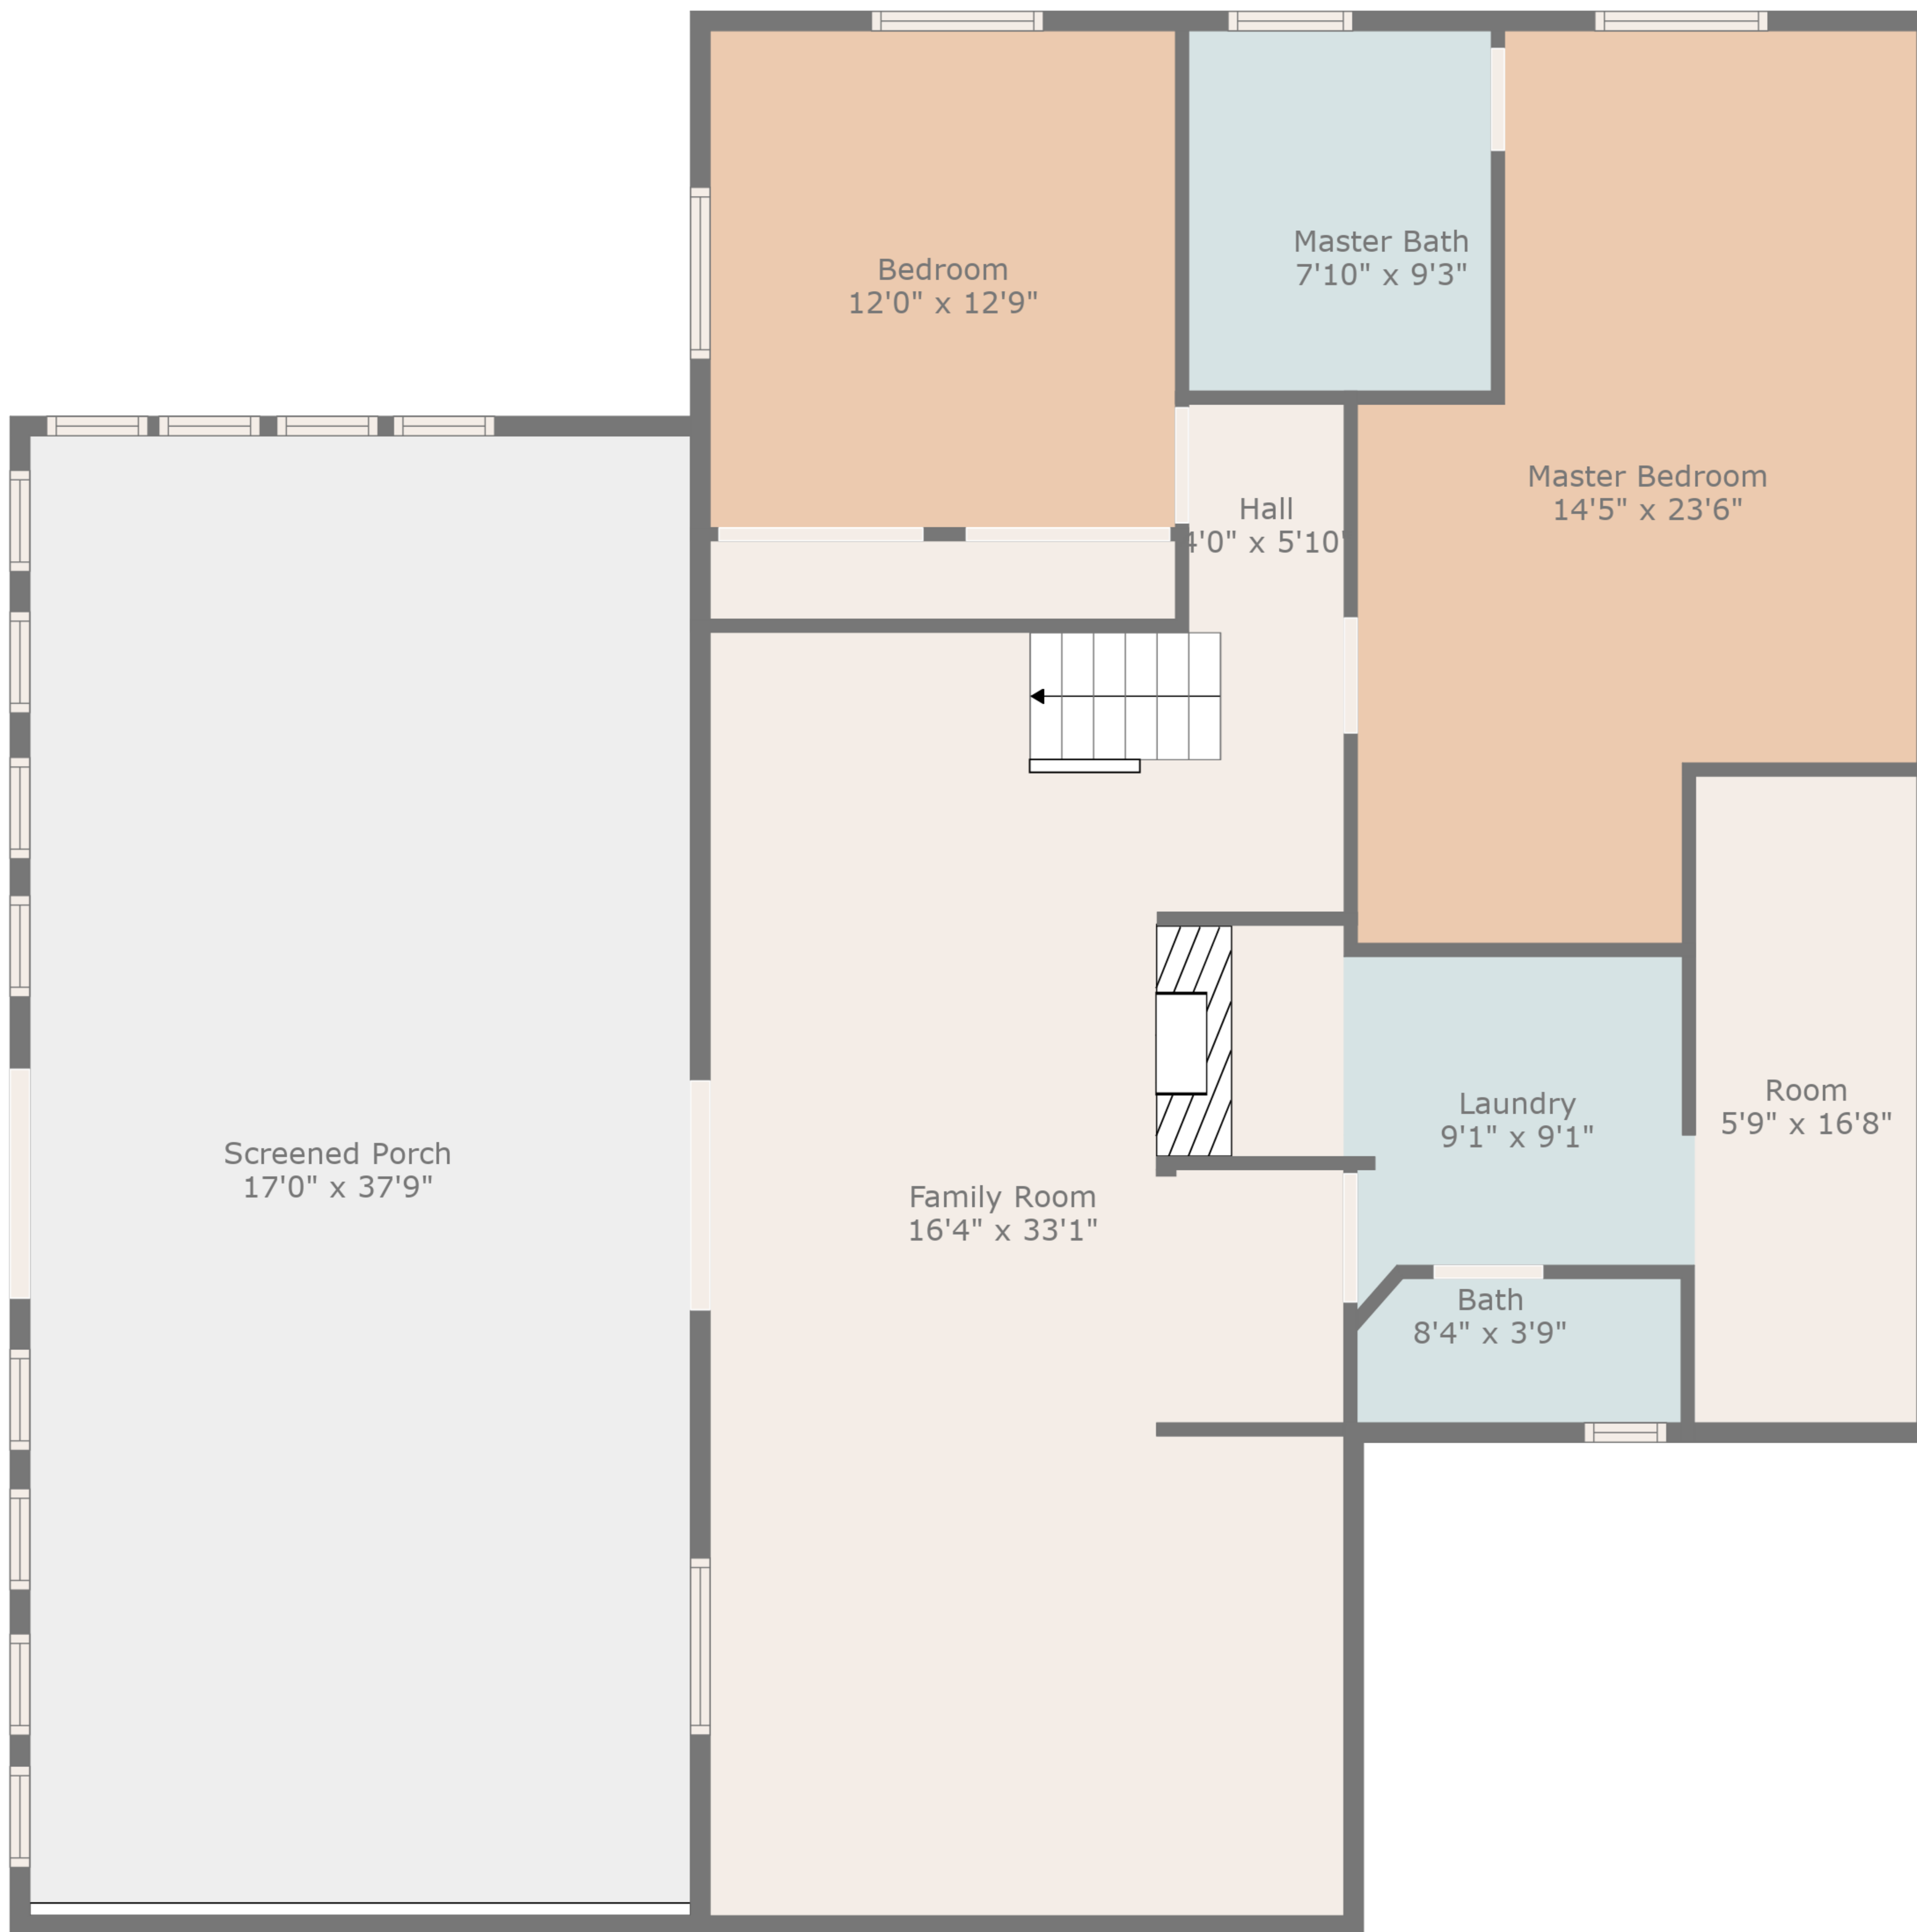 Master Bath
7'10" x 9'3"
Bedroom
12'0" x 12'9"
Master Bedroom
14'5" x 23'6"
Hall
4'0" x 5'10"
Room
5'9" x 16'8"
Laundry
9'1" x 9'1"
Screened Porch
17'0" x 37'9"
Family Room
16'4" x 33'1"
Bath
8'4" x 3'9"